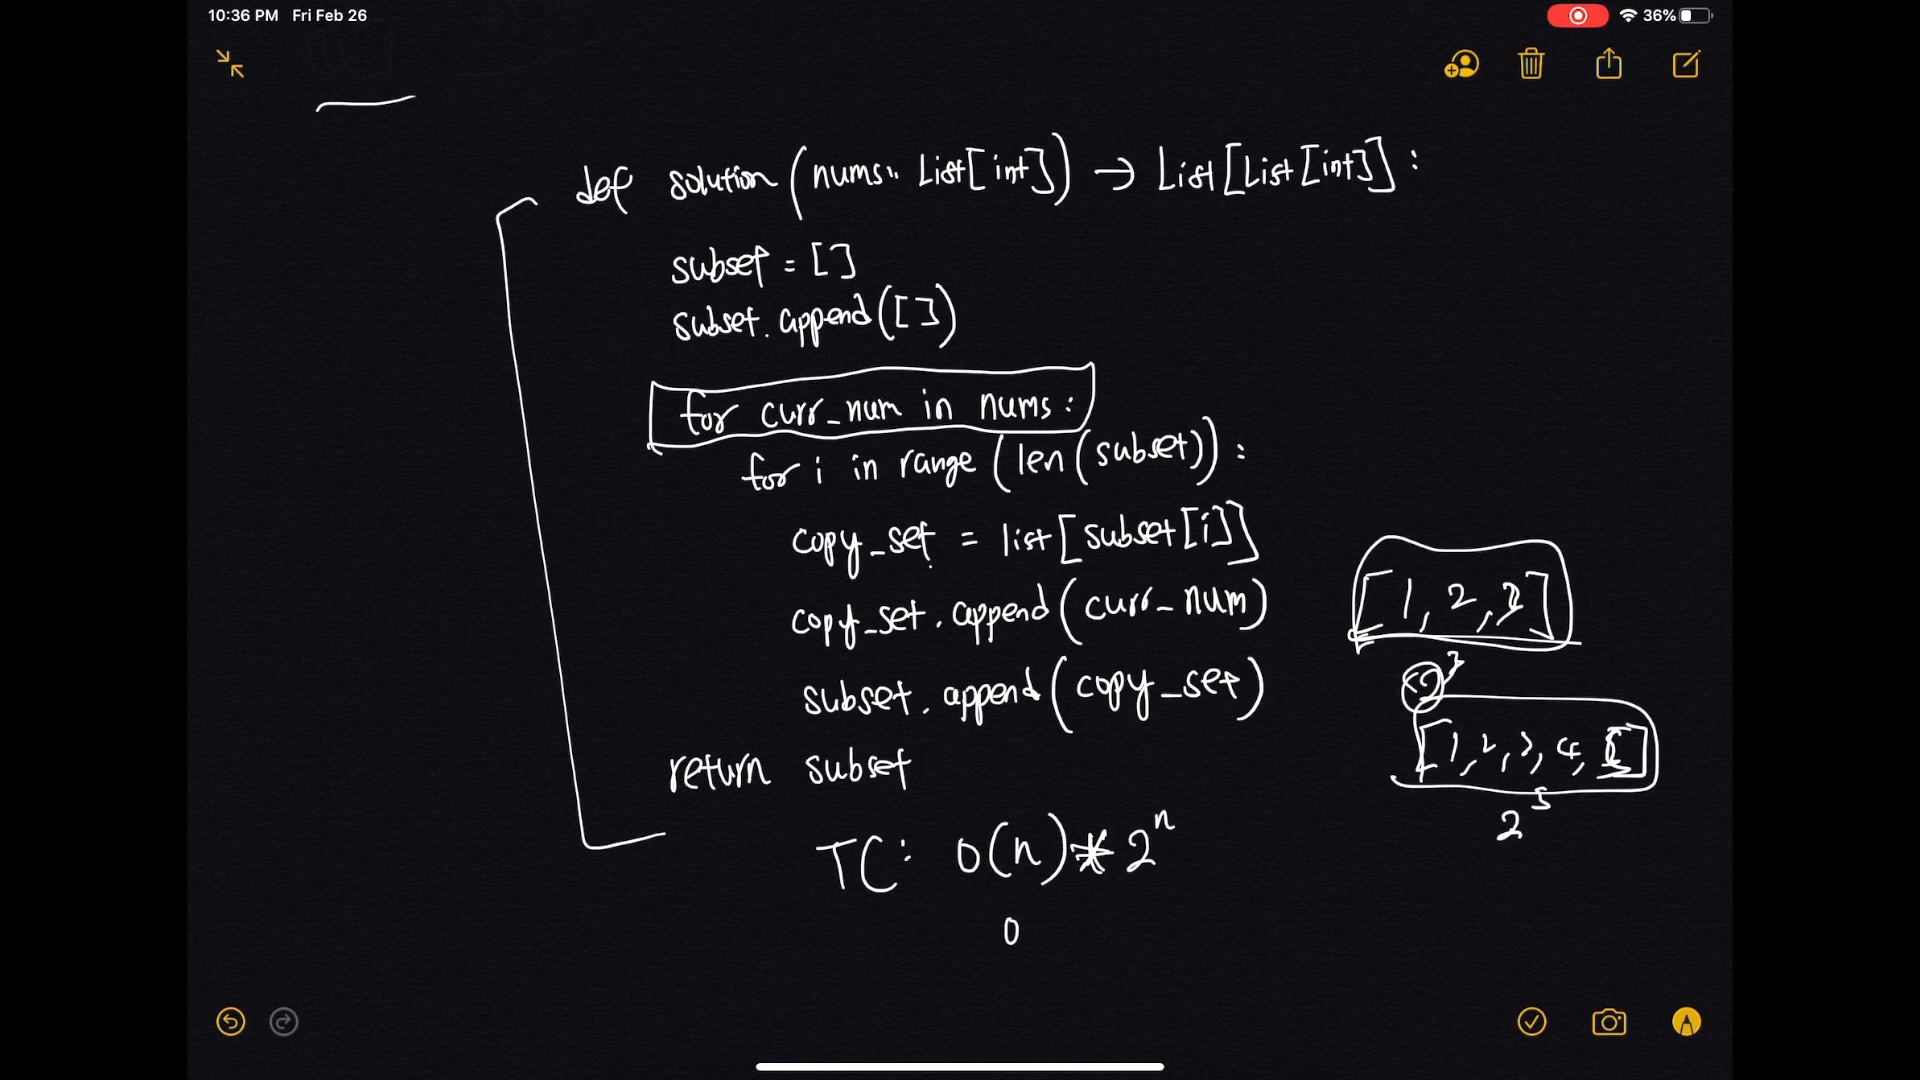 10:36 PM Fri Feb 26
36%
def solution (nums: List[int]) → List[List[int]]:
subset = []
subset.append([])
for curr_num in nums:
for i in range (len(subset)):
copy_set = list[subset[i]]
copy_set.append(curr_num)
subset.append(copy_set)
return subset
[1, 2, 3]
[1, 2, 3, 4, 5]
2^5
TC: O(n) * 2^n
O